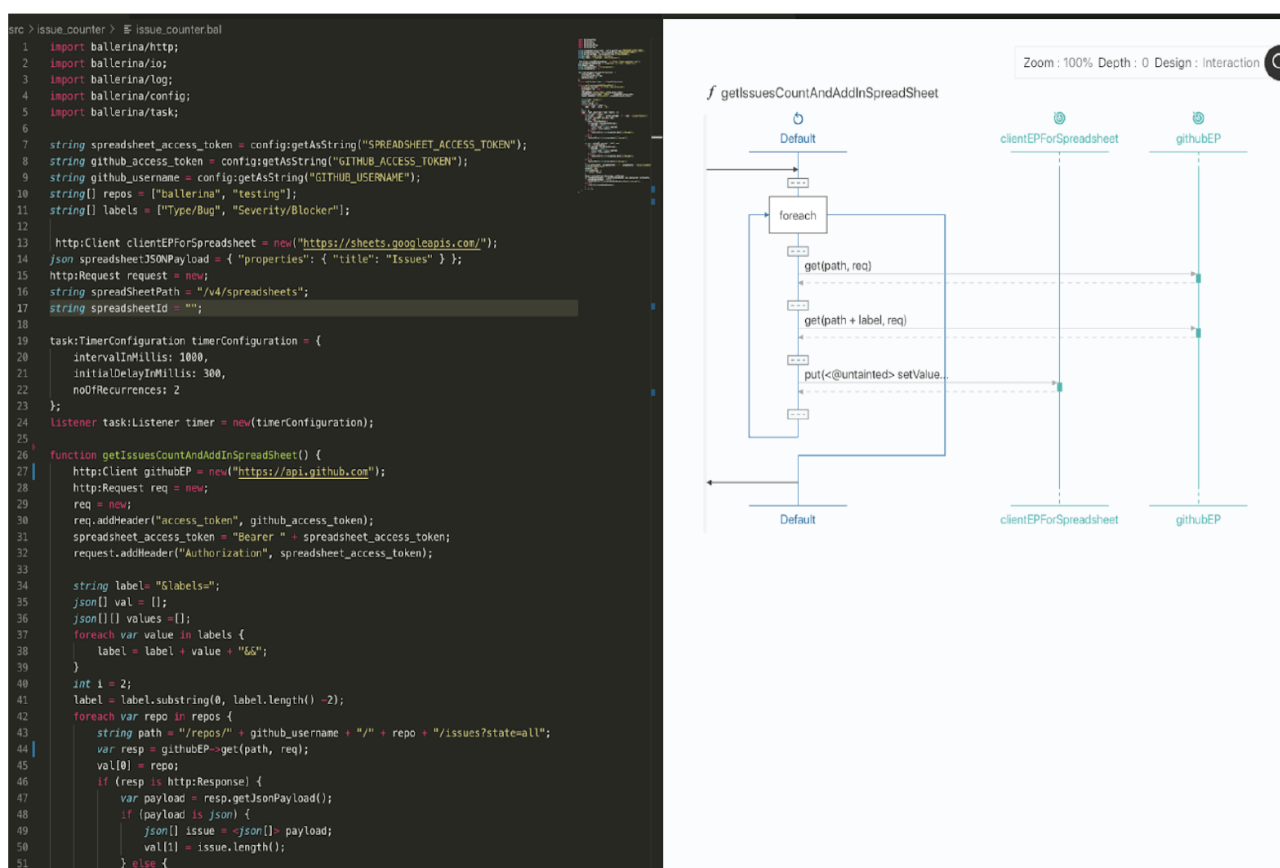 src > issue_counter > issue_counter.bal
1 import ballerina/http;
2 import ballerina/io;
3 import ballerina/log;
4 import ballerina/config;
5 import ballerina/task;
6
7 string spreadsheet_access_token = config:getAsString("SPREADSHEET_ACCESS_TOKEN");
8 string github_access_token = config:getAsString("GITHUB_ACCESS_TOKEN");
9 string github_username = config:getAsString("GITHUB_USERNAME");
10 string[] repos = ["ballerina", "testing"];
11 string[] labels = ["Type/Bug", "Severity/Blocker"];
12
13 http:Client clientEPForSpreadsheet = new("https://sheets.googleapis.com/");
14 json spreadsheetJSONPayload = { "properties": { "title": "Issues" } };
15 http:Request request = new;
16 string spreadSheetPath = "/v4/spreadsheets";
17 string spreadsheetId = "";
18
19 task:TimerConfiguration timerConfiguration = {
20 intervalInMillis: 1000,
21 initialDelayInMillis: 300,
22 noOfRecurrences: 2
23 };
24 listener task:Listener timer = new(timerConfiguration);
25
26 function getIssuesCountAndAddInSpreadSheet() {
27 http:Client githubEP = new("https://api.github.com");
28 http:Request req = new;
29 req = new;
30 req.addHeader("access_token", github_access_token);
31 spreadsheet_access_token = "Bearer " + spreadsheet_access_token;
32 request.addHeader("Authorization", spreadsheet_access_token);
33
34 string label= "&labels=";
35 json[] val = [];
36 json[][] values =[];
37 foreach var value in labels {
38 label = label + value + "&&";
39 }
40 int i = 2;
41 label = label.substring(0, label.length() -2);
42 foreach var repo in repos {
43 string path = "/repos/" + github_username + "/" + repo + "/issues?state=all";
44 var resp = githubEP->get(path, req);
45 val[0] = repo;
46 if (resp is http:Response) {
47 var payload = resp.getJsonPayload();
48 if (payload is json) {
49 json[] issue = <json[]> payload;
50 val[1] = issue.length();
51 } else {
Zoom : 100% Depth : 0 Design : Interaction
f getIssuesCountAndAddInSpreadSheet
Default clientEPForSpreadsheet githubEP
foreach
get(path, req)
get(path + label, req)
put(<@untainted> setValue...
Default clientEPForSpreadsheet githubEP